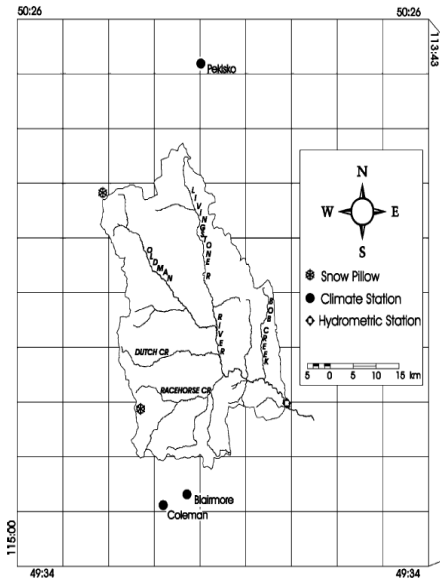 50:26 50:26
113:43
Pekisko
LIVINGSTONE R
OLDMAN
RIVER
BOB CREEK
DUTCH CR
RACEHORSE CR
N
W E
S
Snow Pillow
Climate Station
Hydrometric Station
5 0 5 10 15 km
Blairmore
Coleman
115:00
49:34 49:34